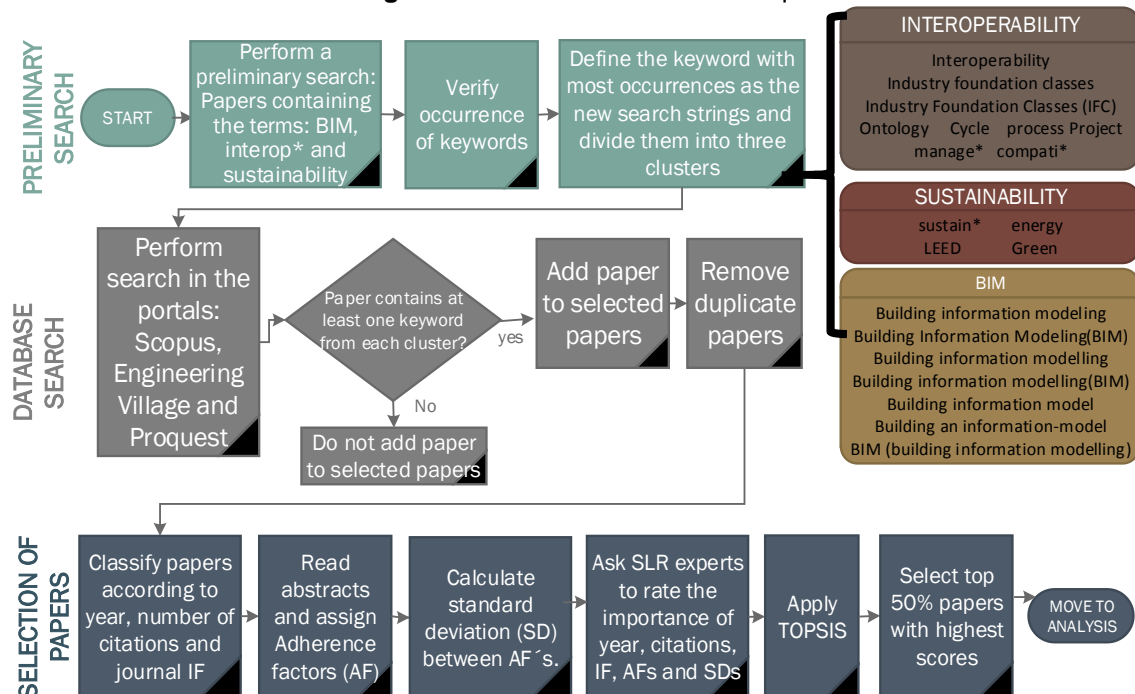 PRELIMINARY
SEARCH
START
Perform a
preliminary search:
Papers containing
the terms: BIM,
interop* and
sustainability
Verify
occurrence
of keywords
Define the keyword with
most occurrences as the
new search strings and
divide them into three
clusters
INTEROPERABILITY
Interoperability
Industry foundation classes
Industry Foundation Classes (IFC)
Ontology Cycle process Project
manage* compati*
SUSTAINABILITY
sustain* energy
LEED Green
BIM
Building information modeling
Building Information Modeling(BIM)
Building information modelling
Building information modelling(BIM)
Building information model
Building an information-model
BIM (building information modelling)
DATABASE
SEARCH
Perform
search in the
portals:
Scopus,
Engineering
Village and
Proquest
Paper contains at
least one keyword
from each cluster?
yes
No
Add paper
to selected
papers
Remove
duplicate
papers
Do not add paper
to selected papers
SELECTION OF
PAPERS
Classify papers
according to
year, number of
citations and
journal IF
Read
abstracts
and assign
Adherence
factors (AF)
Calculate
standard
deviation (SD)
between AF´s.
Ask SLR experts
to rate the
importance of
year, citations,
IF, AFs and SDs
Apply
TOPSIS
Select top
50% papers
with highest
scores
MOVE TO
ANALYSIS